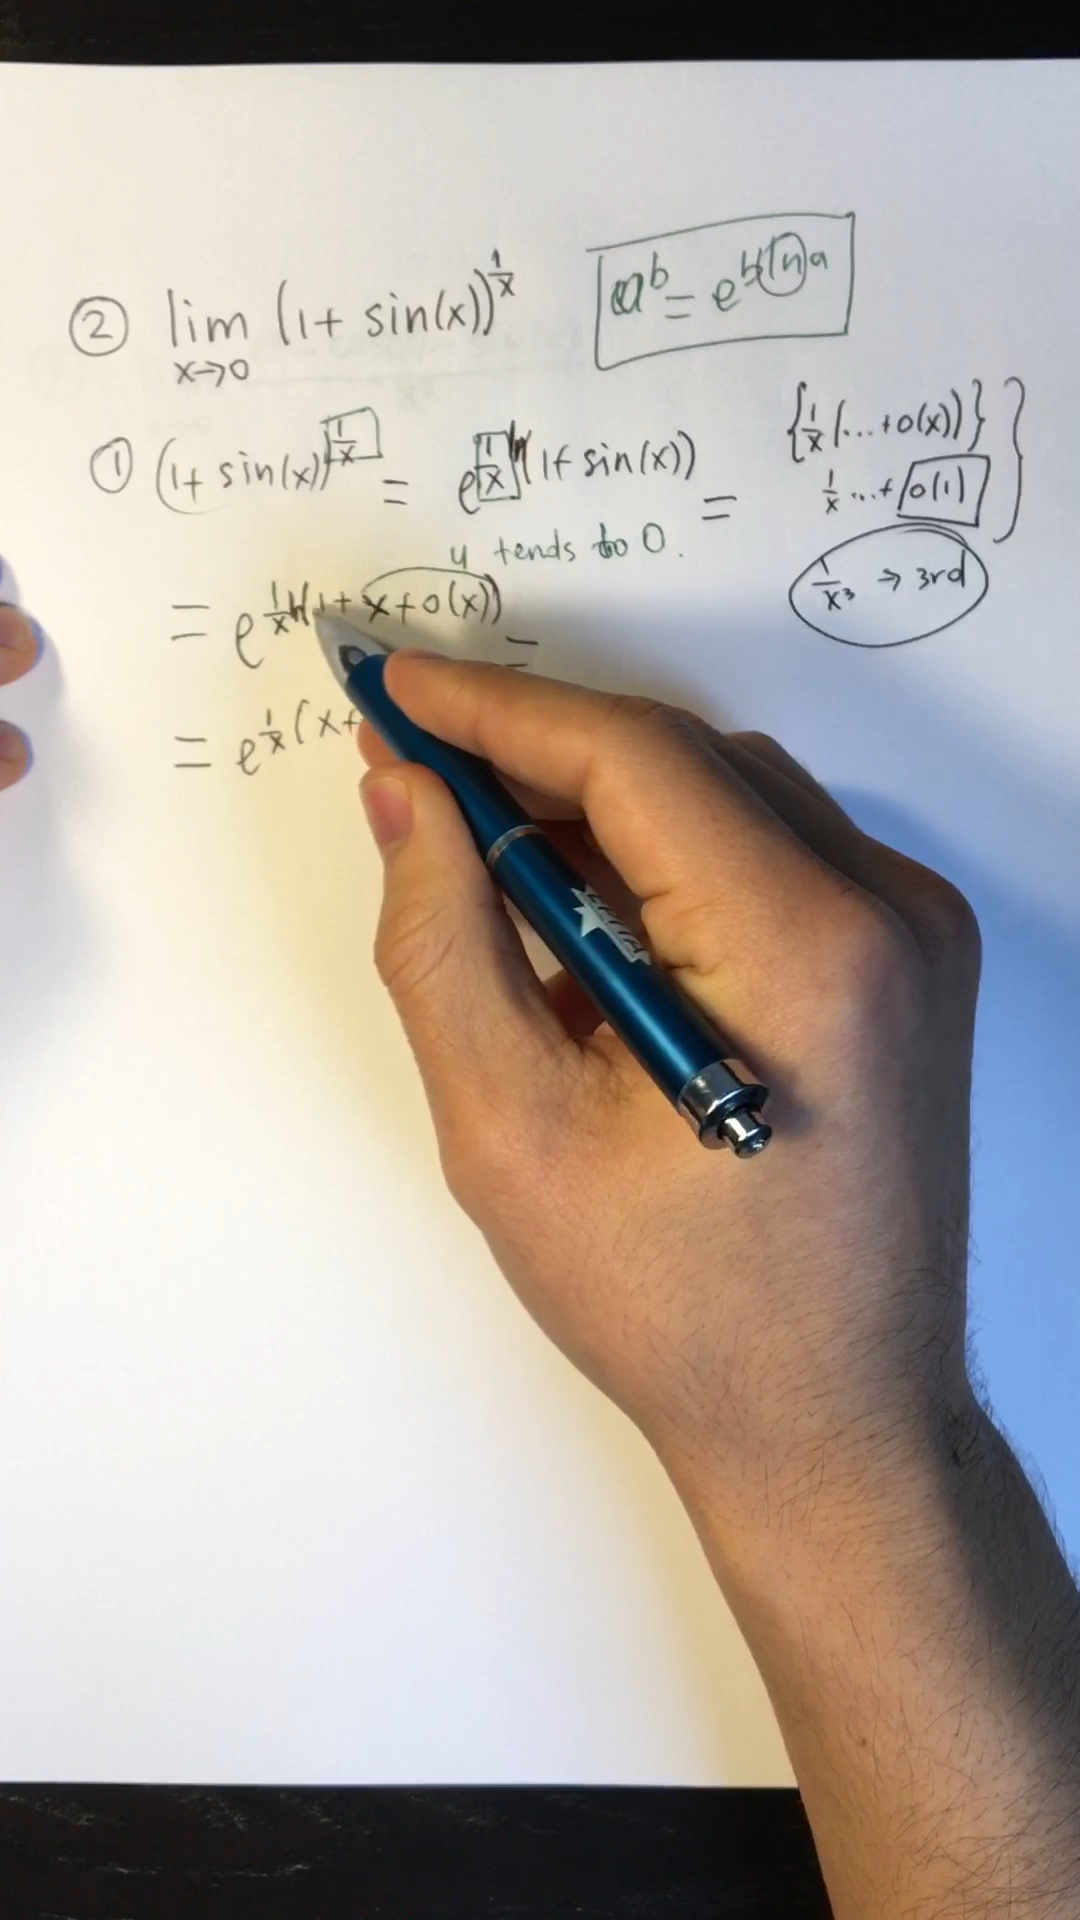 ② lim (1 + sin(x))^1/x
x→0
a^b = e^b ln a
① (1 + sin(x))^1/x = e^1/x ln(1 + sin(x)) =
{1/x (... + o(x))}
1/x ... + o(1)
1/x³ → 3rd
u tends to 0.
= e^1/x ln(1 + x + o(x)) =
= e^1/x (x +